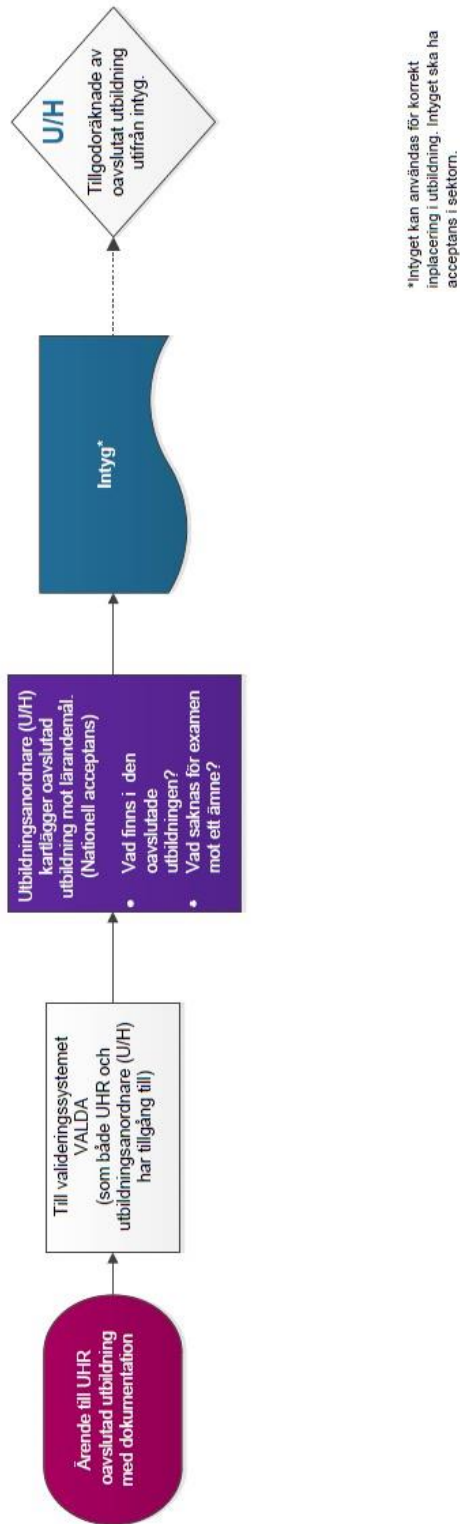 Ärende till UHR
oavslutad utbildning
med dokumentation
Till valideringssystemet
VALDA
(som både UHR och
utbildningsanordnare (U/H)
har tillgång till)
Utbildningsanordnare (U/H)
kartlägger oavslutad
utbildning mot lärandemål.
(Nationell acceptans)
• Vad finns i den
oavslutade
utbildningen?
• Vad saknas för examen
mot ett ämne?
Intyg*
U/H
Tillgodoräknade av
oavslutat utbildning
utifrån intyg.
*Intyget kan användas för korrekt
inplacering i utbildning. Intyget ska ha
acceptans i sektorn.